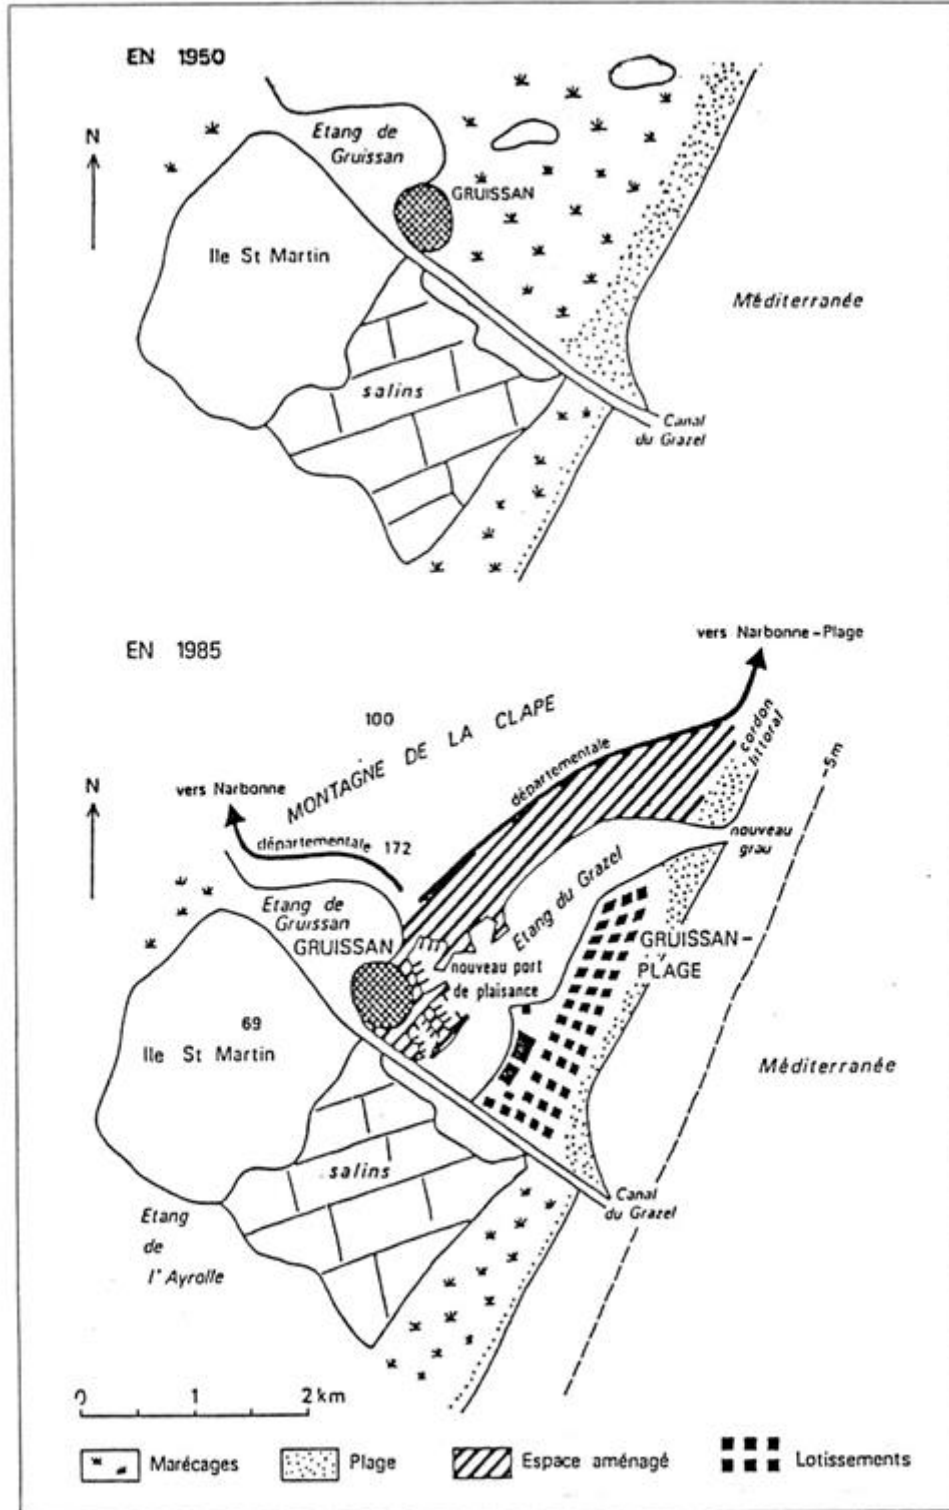 EN 1950
N
Etang de
Gruissan
GRUISSAN
Ile St Martin
Méditerranée
salins
Canal
du Grazel
EN 1985
vers Narbonne-Plage
100
MONTAGNE DE LA CLAPE
N
vers Narbonne
départementale
cordon
littoral
-5m
départementale 172
nouveau
grau
Etang de
Gruissan
Etang du Grazel
GRUISSAN
GRUISSAN-
PLAGE
nouveau port
de plaisance
69
Ile St Martin
Méditerranée
salins
Canal
du Grazel
Etang
de
l'Ayrolle
0 1 2 km
Marécages
Plage
Espace aménagé
Lotissements